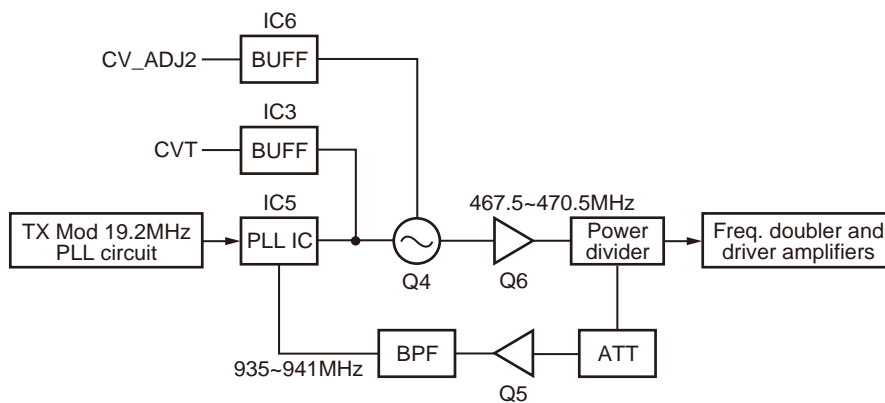 IC6
CV_ADJ2
BUFF
IC3
CVT
BUFF
IC5
TX Mod 19.2MHz
PLL circuit
PLL IC
Q4
467.5~470.5MHz
Q6
Power
divider
Freq. doubler and
driver amplifiers
935~941MHz
BPF
Q5
ATT